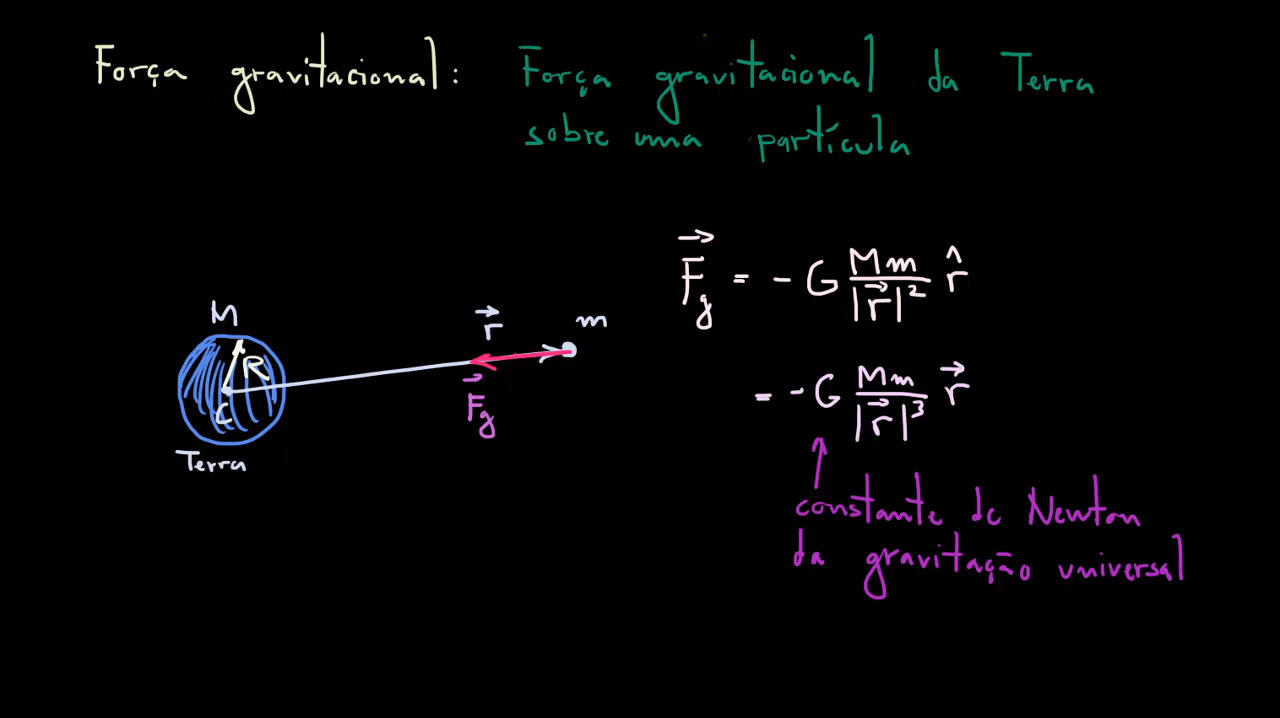 Força gravitacional: Força gravitacional da Terra
sobre uma partícula
M
R
C
Terra
r⃗
m
F⃗g
F⃗g = - G Mm/|r⃗|² r̂
= - G Mm/|r⃗|³ r⃗
constante de Newton
da gravitação universal